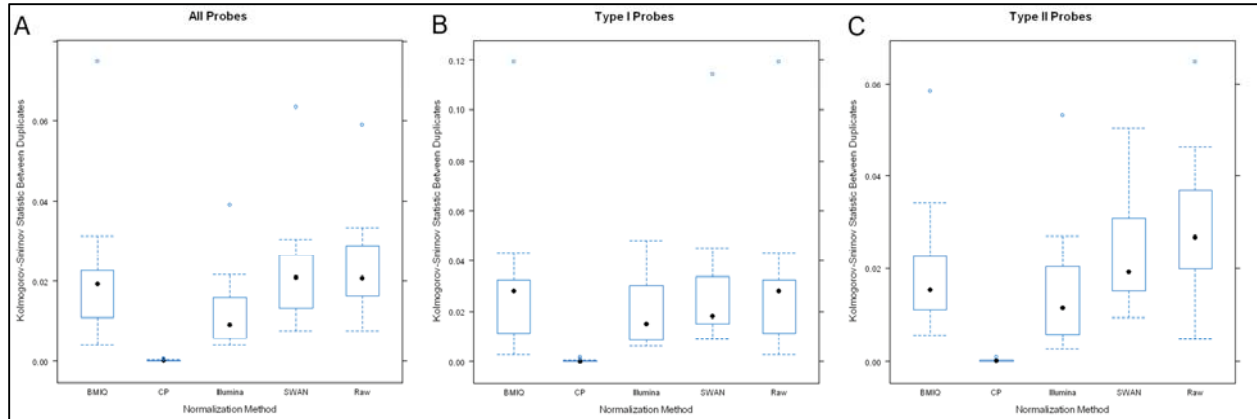 A
All Probes
Kolmogorov-Smirnov Statistic Between Duplicates
0.06
0.04
0.02
0.00
BMIQ CP Illumina SWAN Raw
Normalization Method
B
Type I Probes
Kolmogorov-Smirnov Statistic Between Duplicates
0.12
0.10
0.08
0.06
0.04
0.02
0.00
BMIQ CP Illumina SWAN Raw
Normalization Method
C
Type II Probes
Kolmogorov-Smirnov Statistic Between Duplicates
0.06
0.04
0.02
0.00
BMIQ CP Illumina SWAN Raw
Normalization Method